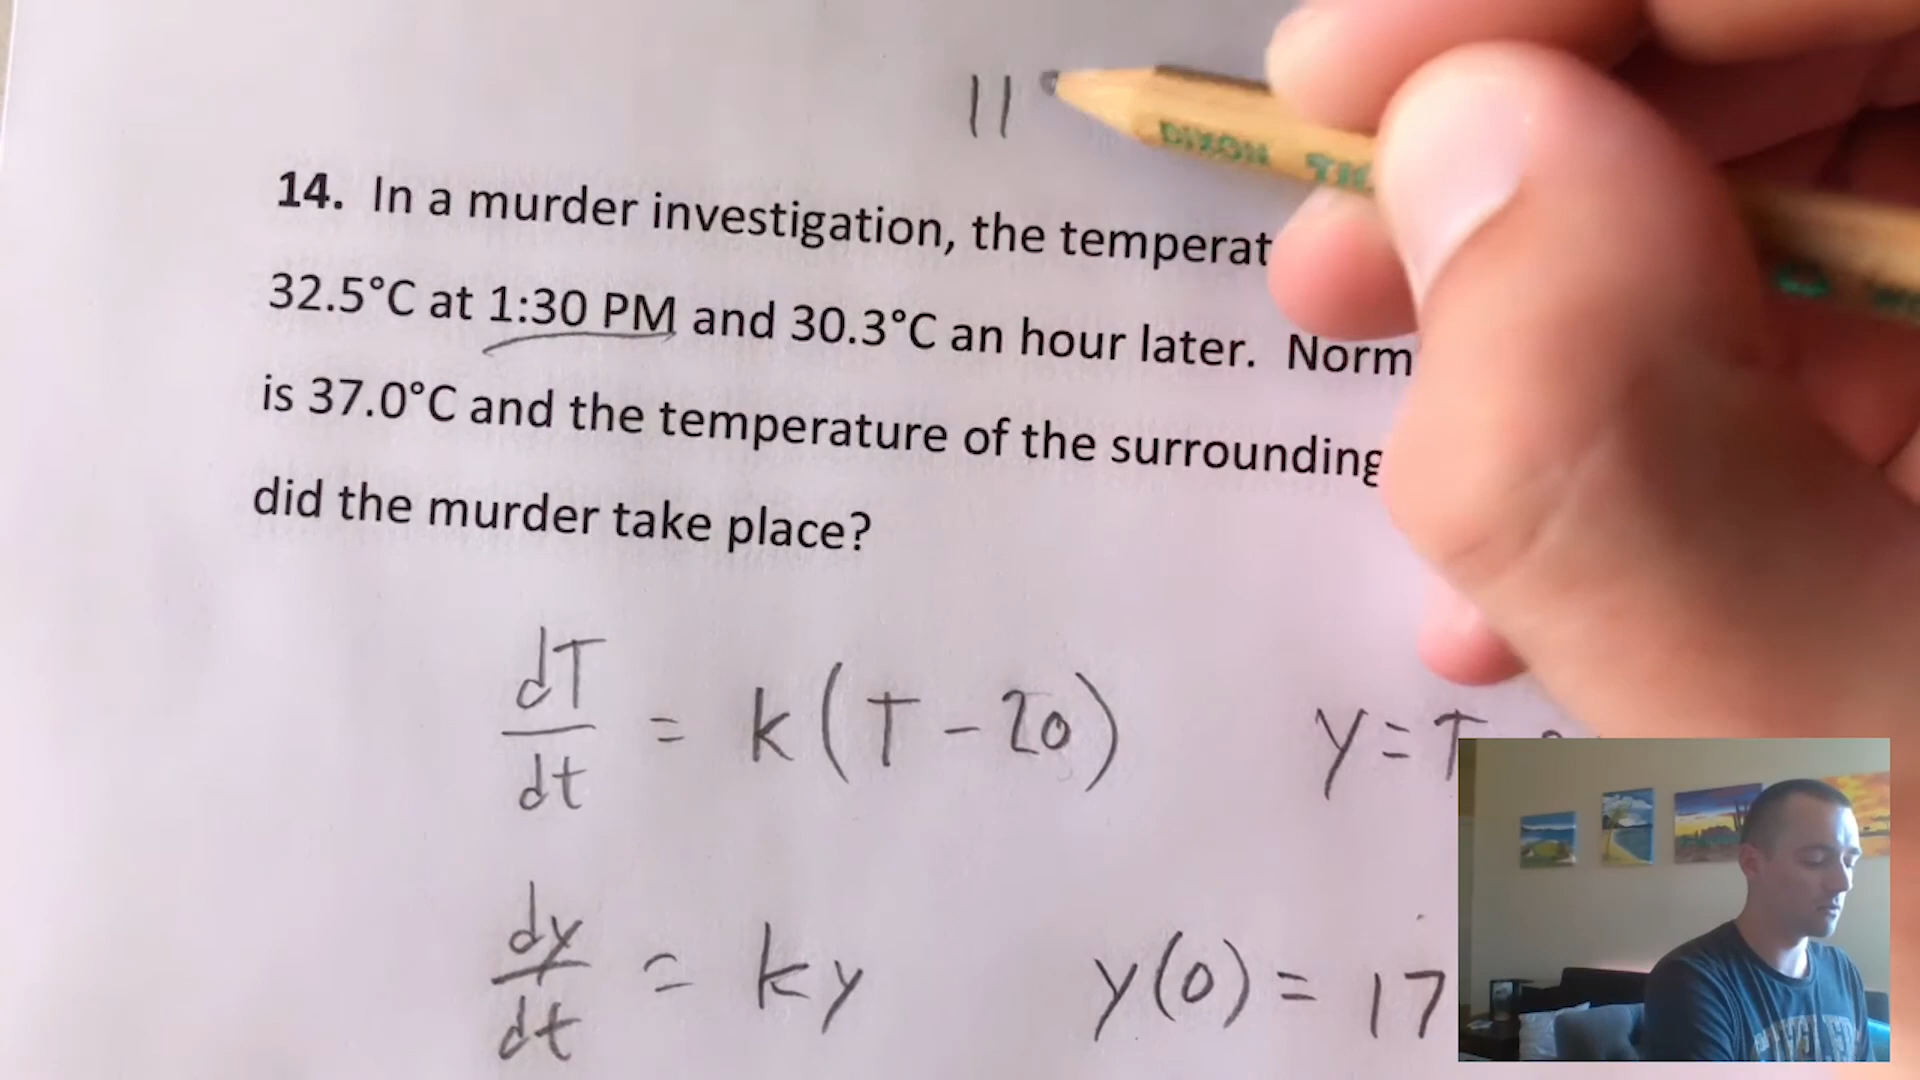 11
DIXON
14. In a murder investigation, the temperat
32.5°C at 1:30 PM and 30.3°C an hour later. Norm
is 37.0°C and the temperature of the surrounding
did the murder take place?
dT
dt
= k(T - 20)
y = T
dy
dt
= ky
y(0) = 17